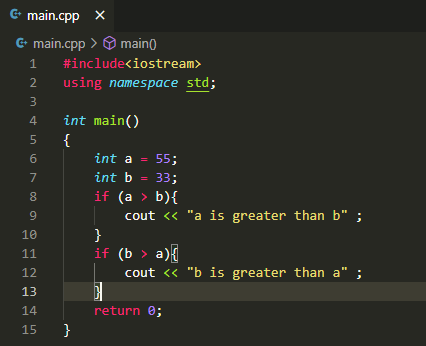 main.cpp ×
main.cpp > main()
1 #include<iostream>
2 using namespace std;
3
4 int main()
5 {
6     int a = 55;
7     int b = 33;
8     if (a > b){
9         cout << "a is greater than b" ;
10     }
11     if (b > a){
12         cout << "b is greater than a" ;
13     }
14     return 0;
15 }